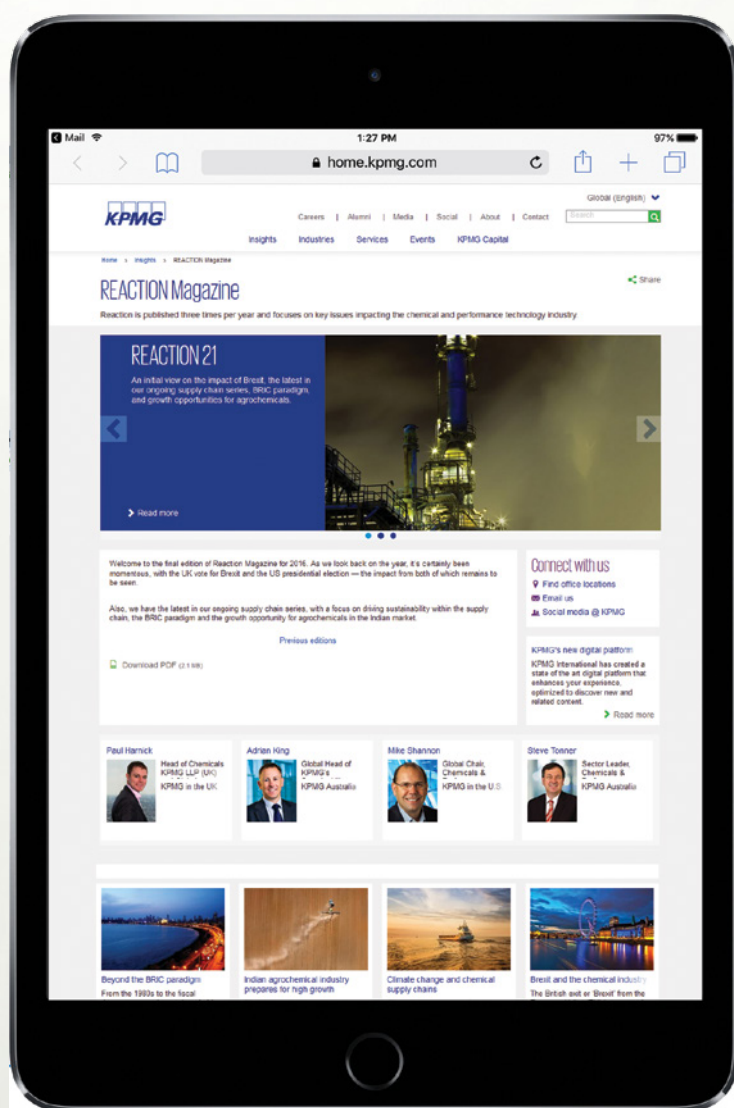 Mail
1:27 PM
97%
home.kpmg.com
Global (English)
KPMG
Careers | Alumni | Media | Social | About | Contact
Search
Insights Industries Services Events KPMG Capital
Home > Insights > REACTION Magazine
REACTION Magazine
Share
Reaction is published three times per year and focuses on key issues impacting the chemical and performance technology industry.
REACTION 21
An initial view on the impact of Brexit, the latest in
our ongoing supply chain series, BRIC paradigm,
and growth opportunities for agrochemicals.
Read more
Welcome to the final edition of Reaction Magazine for 2016. As we look back on the year, it's certainly been
momentous, with the UK vote for Brexit and the US presidential election — the impact from both of which remains to
be seen.
Also, we have the latest in our ongoing supply chain series, with a focus on driving sustainability within the supply
chain, the BRIC paradigm and the growth opportunity for agrochemicals in the Indian market.
Previous editions
Download PDF (2.1 MB)
Connect with us
Find office locations
Email us
Social media @ KPMG
KPMG's new digital platform
KPMG International has created a
state of the art digital platform that
enhances your experience,
optimized to discover new and
related content.
Read more
Paul Harnick
Head of Chemicals
KPMG LLP (UK)
KPMG in the UK
Adrian King
Global Head of
KPMG's
KPMG Australia
Mike Shannon
Global Chair,
Chemicals &
KPMG in the U.S.
Steve Tonner
Sector Leader,
Chemicals &
KPMG Australia
Beyond the BRIC paradigm
From the 1990s to the fiscal
Indian agrochemical industry
prepares for high growth
Climate change and chemical
supply chains
Brexit and the chemical industry
The British exit or 'Brexit' from the